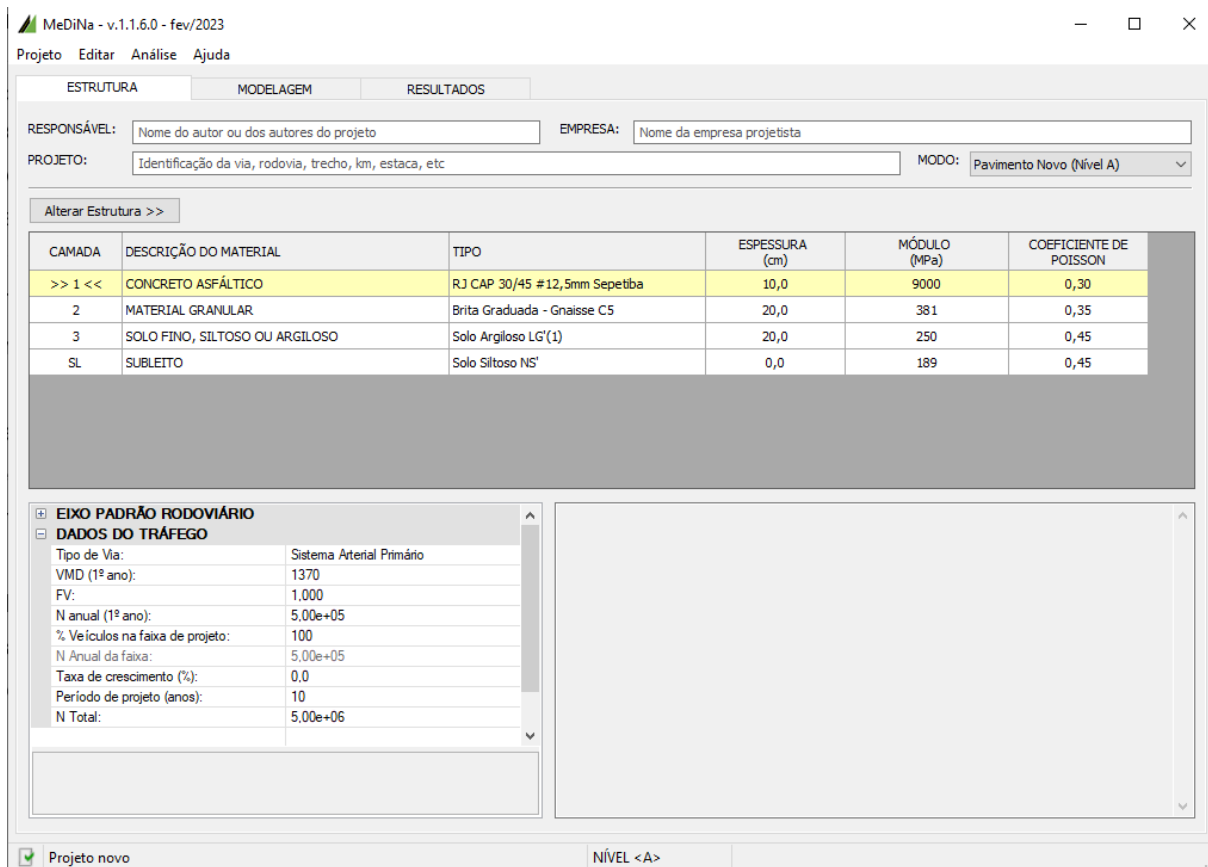 MeDiNa - v.1.1.6.0 - fev/2023
Projeto Editar Análise Ajuda
ESTRUTURA MODELAGEM RESULTADOS
RESPONSÁVEL: Nome do autor ou dos autores do projeto EMPRESA: Nome da empresa projetista
PROJETO: Identificação da via, rodovia, trecho, km, estaca, etc MODO: Pavimento Novo (Nível A)
Alterar Estrutura >>
CAMADA DESCRIÇÃO DO MATERIAL TIPO ESPESSURA (cm) MÓDULO (MPa) COEFICIENTE DE POISSON
>> 1 << CONCRETO ASFÁLTICO RJ CAP 30/45 #12,5mm Sepetiba 10,0 9000 0,30
2 MATERIAL GRANULAR Brita Graduada - Gnaisse C5 20,0 381 0,35
3 SOLO FINO, SILTOSO OU ARGILOSO Solo Argiloso LG'(1) 20,0 250 0,45
SL SUBLEITO Solo Siltoso NS' 0,0 189 0,45
EIXO PADRÃO RODOVIÁRIO
DADOS DO TRÁFEGO
Tipo de Via: Sistema Arterial Primário
VMD (1º ano): 1370
FV: 1,000
N anual (1º ano): 5,00e+05
% Veículos na faixa de projeto: 100
N Anual da faixa: 5,00e+05
Taxa de crescimento (%): 0,0
Período de projeto (anos): 10
N Total: 5,00e+06
Projeto novo NÍVEL <A>